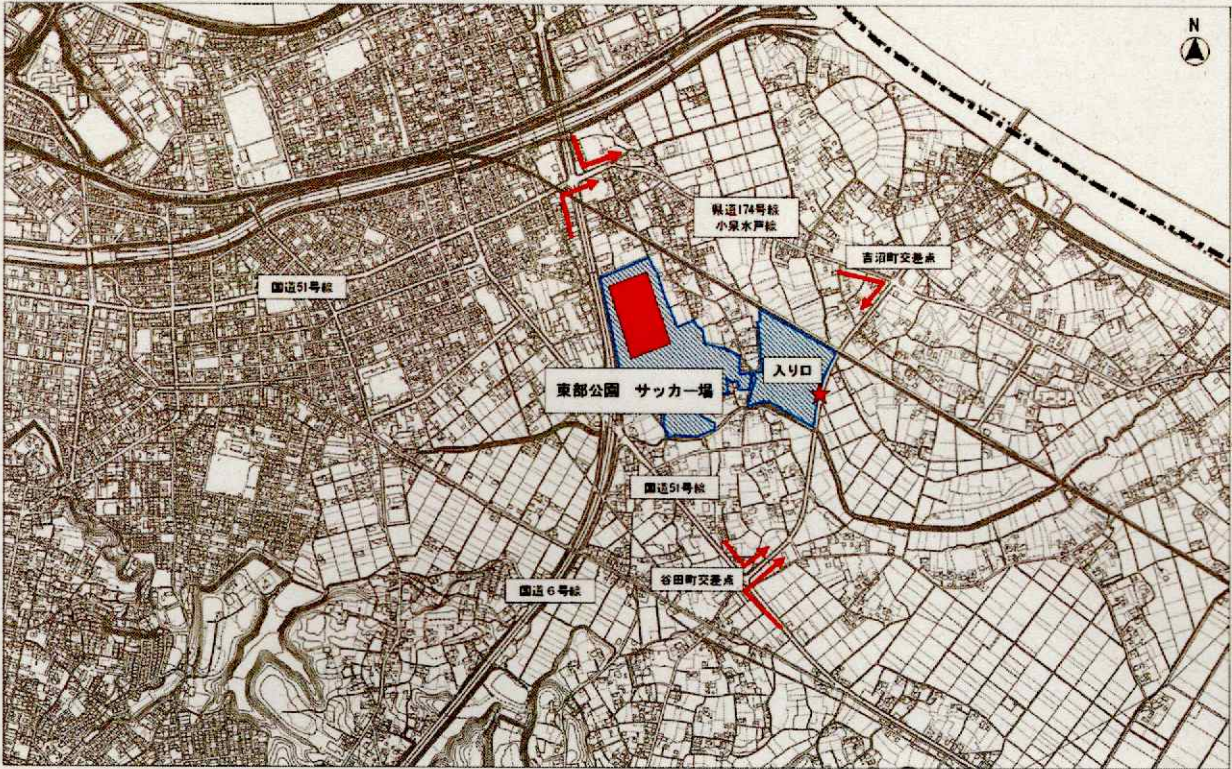 N
県道174号線
小泉水戸線
吉沼町交差点
国道51号線
入り口
東部公園 サッカー場
国道51号線
谷田町交差点
国道6号線